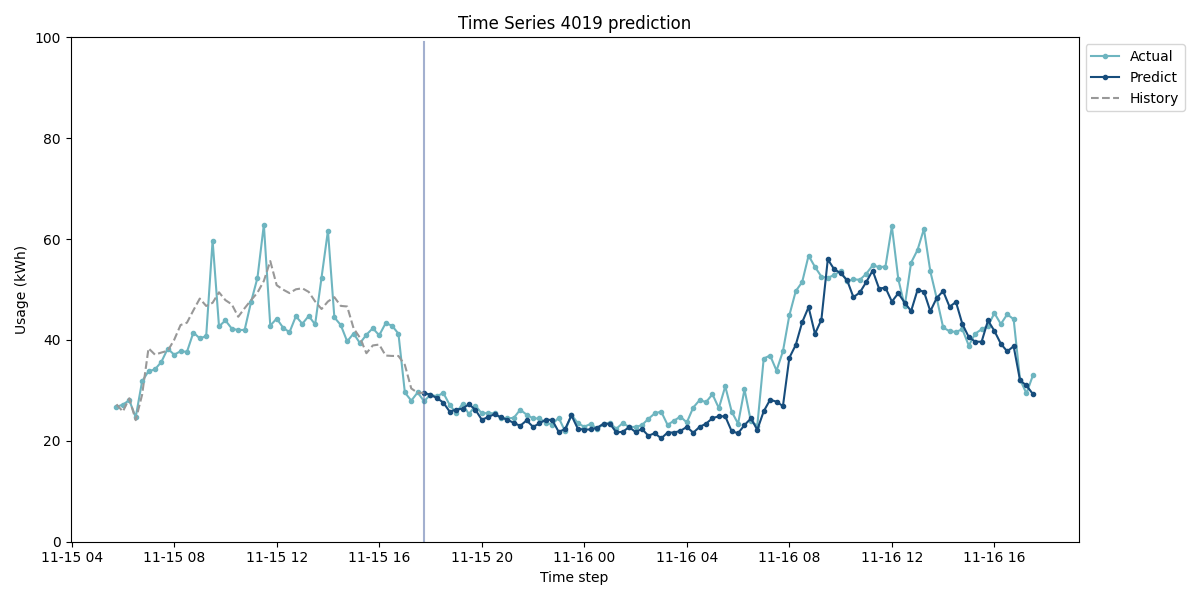 Time Series 4019 prediction
Actual
Predict
History
Usage (kWh)
100
80
60
40
20
0
11-15 04 11-15 08 11-15 12 11-15 16 11-15 20 11-16 00 11-16 04 11-16 08 11-16 12 11-16 16
Time step